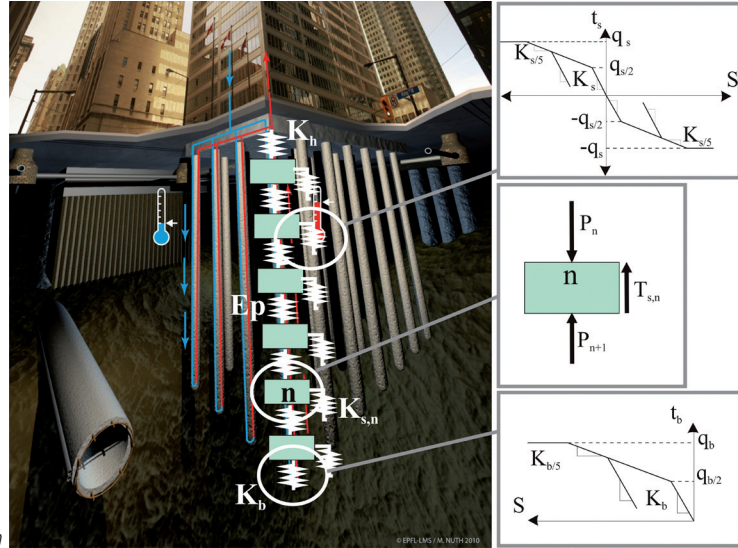 K_h
Ep
n
K_s,n
K_b
© EPFL-LMS / M. NUTH 2010
t_s
q_s
K_s/5
q_s/2
K_s
S
-q_s/2
K_s/5
-q_s
P_n
n
T_s,n
P_n+1
t_b
q_b
K_b/5
q_b/2
K_b
S